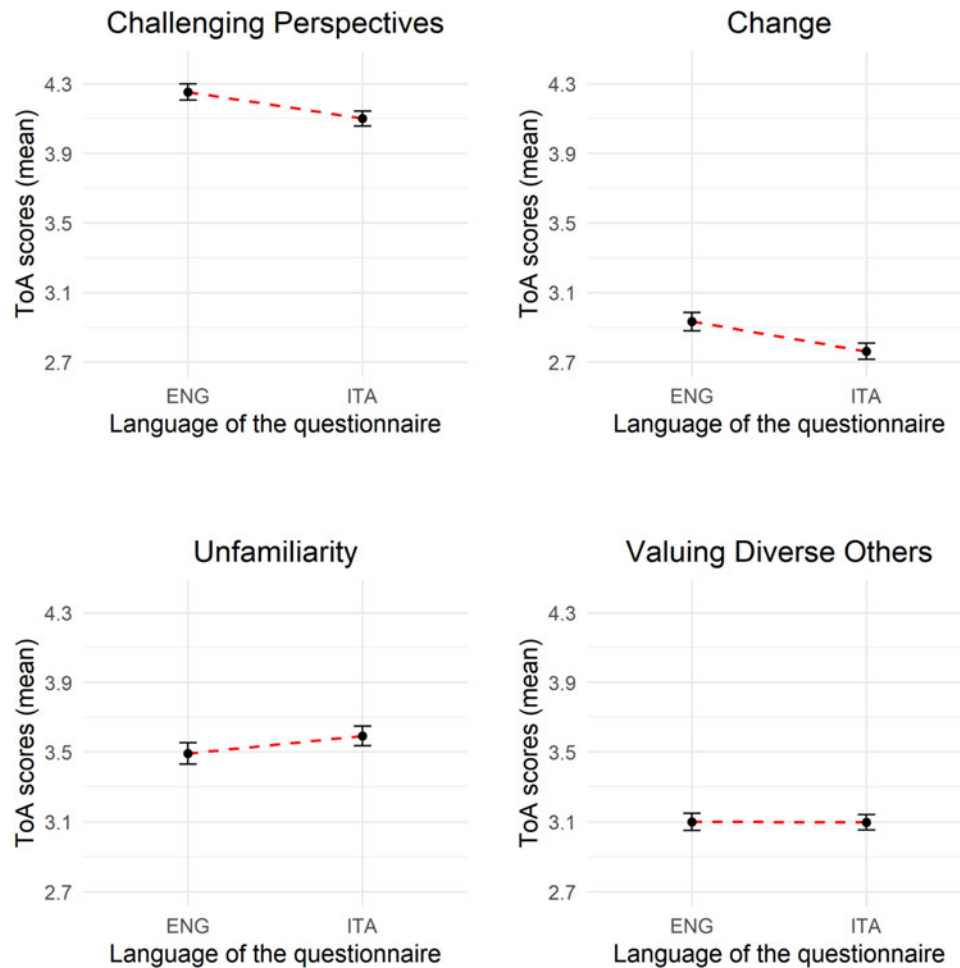 Challenging Perspectives
ToA scores (mean)
4.3
3.9
3.5
3.1
2.7
ENG ITA
Language of the questionnaire
Change
ToA scores (mean)
4.3
3.9
3.5
3.1
2.7
ENG ITA
Language of the questionnaire
Unfamiliarity
ToA scores (mean)
4.3
3.9
3.5
3.1
2.7
ENG ITA
Language of the questionnaire
Valuing Diverse Others
ToA scores (mean)
4.3
3.9
3.5
3.1
2.7
ENG ITA
Language of the questionnaire